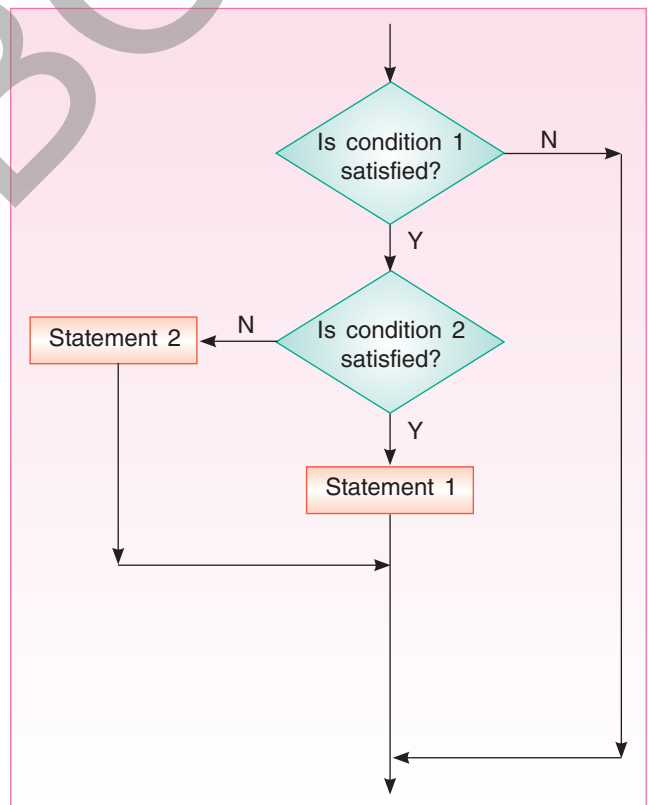 Is condition 1
satisfied?
N
Y
Is condition 2
satisfied?
N
Statement 2
Y
Statement 1